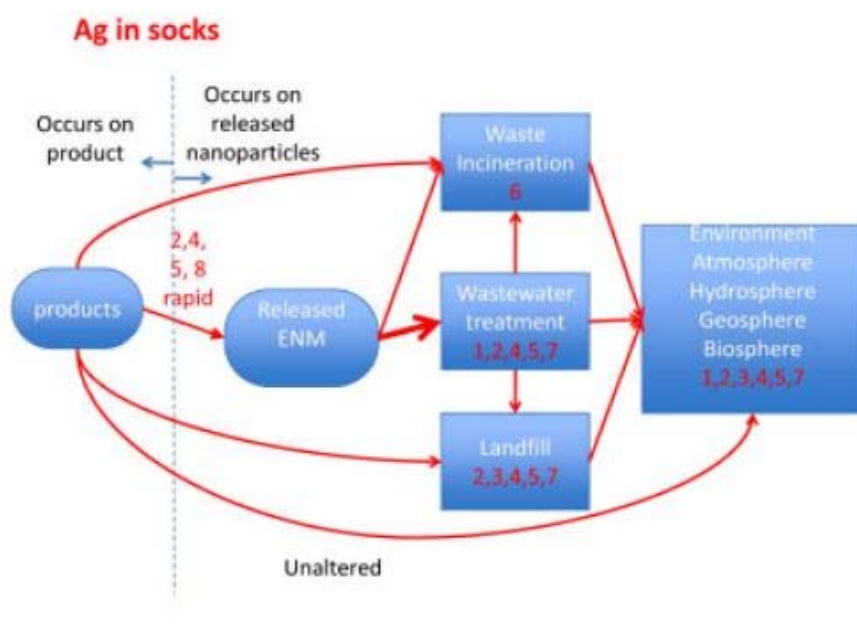 Ag in socks
Occurs on
product
Occurs on
released
nanoparticles
2,4,
5, 8
rapid
products
Released
ENM
Waste
Incineration
6
Wastewater
treatment
1,2,4,5,7
Landfill
2,3,4,5,7
Environment
Atmosphere
Hydrosphere
Geosphere
Biosphere
1,2,3,4,5,7
Unaltered